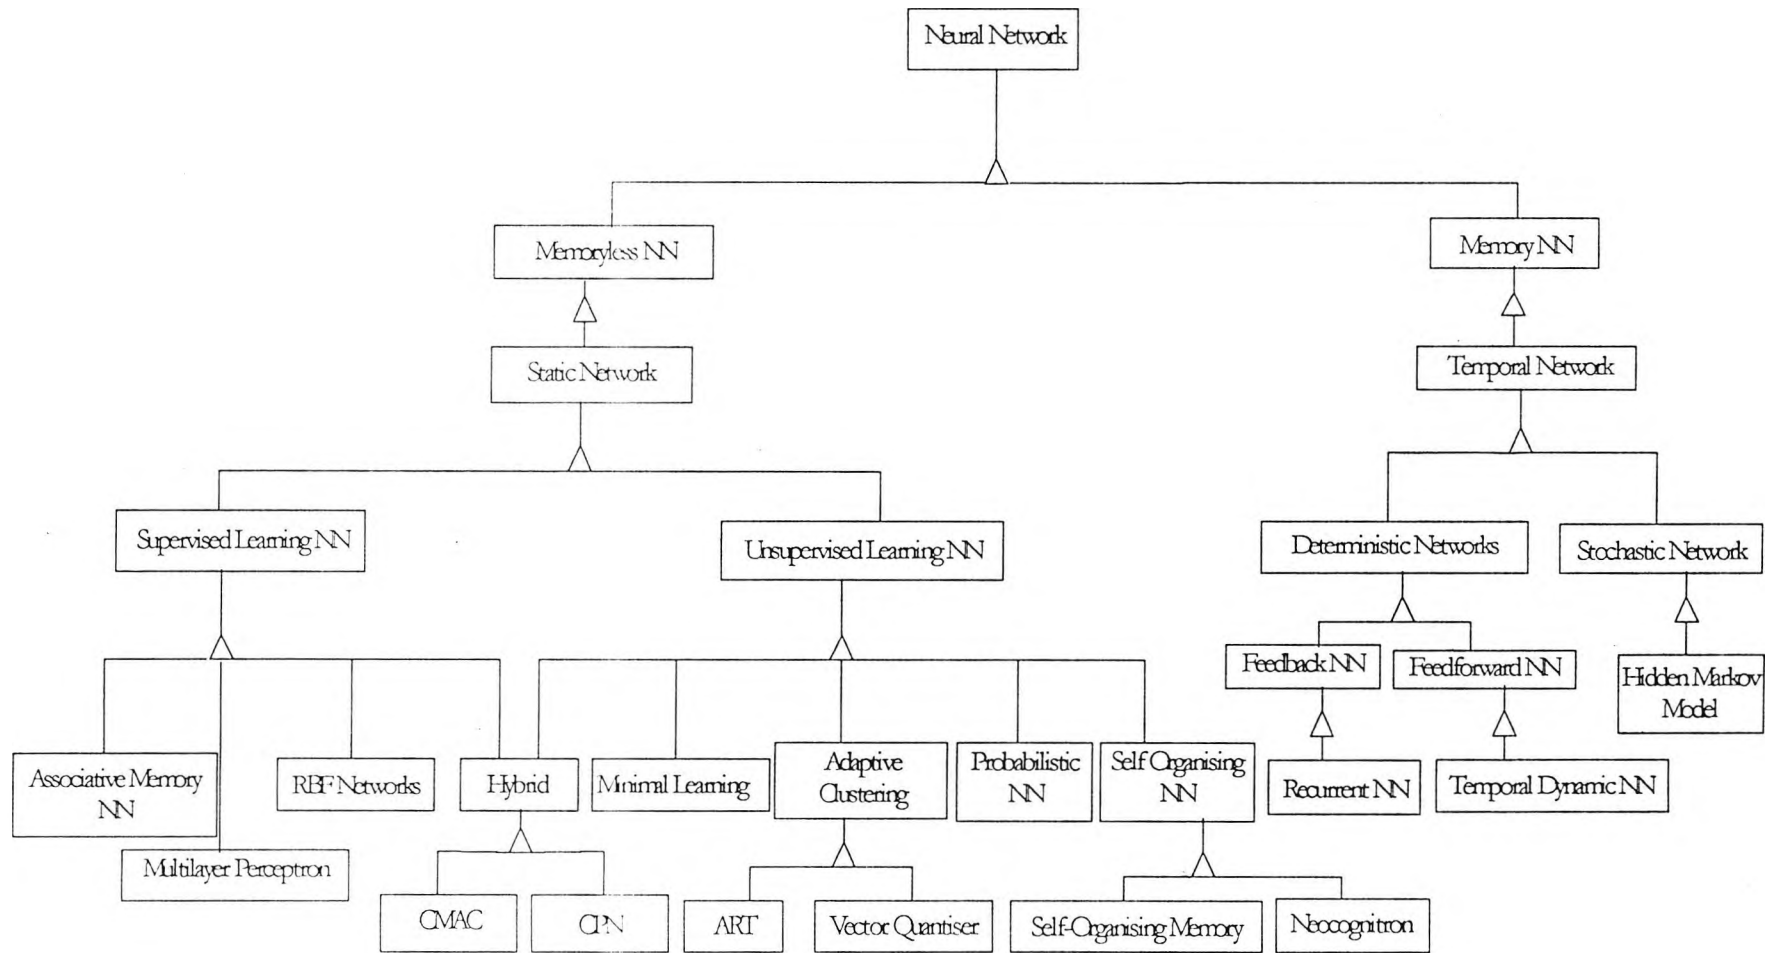 Neural Network
Memoryless NN
Memory NN
Static Network
Temporal Network
Supervised Learning NN
Unsupervised Learning NN
Deterministic Networks
Stochastic Network
Feedback NN
Feedforward NN
Hidden Markov
Model
Associative Memory
NN
RBF Networks
Hybrid
Minimal Learning
Adaptive
Clustering
Probabilistic
NN
Self Organising
NN
Recurrent NN
Temporal Dynamic NN
Multilayer Perceptron
CMAC
CPN
ART
Vector Quantiser
Self-Organising Memory
Neocognitron